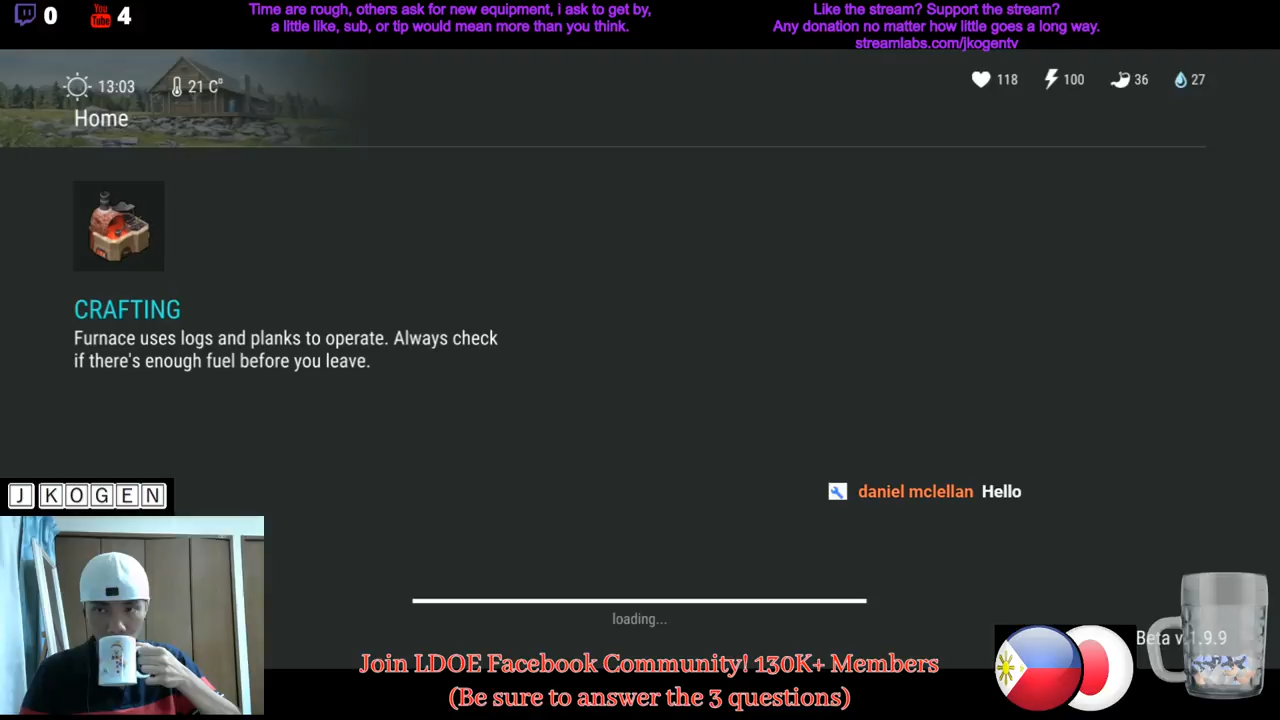 0
You Tube 4
Time are rough, others ask for new equipment, i ask to get by,
a little like, sub, or tip would mean more than you think.
Like the stream? Support the stream?
Any donation no matter how little goes a long way.
streamlabs.com/jkogentv
13:03 21 C°
Home
118 100 36 27
CRAFTING
Furnace uses logs and planks to operate. Always check
if there's enough fuel before you leave.
JKOGEN
daniel mclellan Hello
loading...
Beta v.1.9.9
Join LDOE Facebook Community! 130K+ Members
(Be sure to answer the 3 questions)